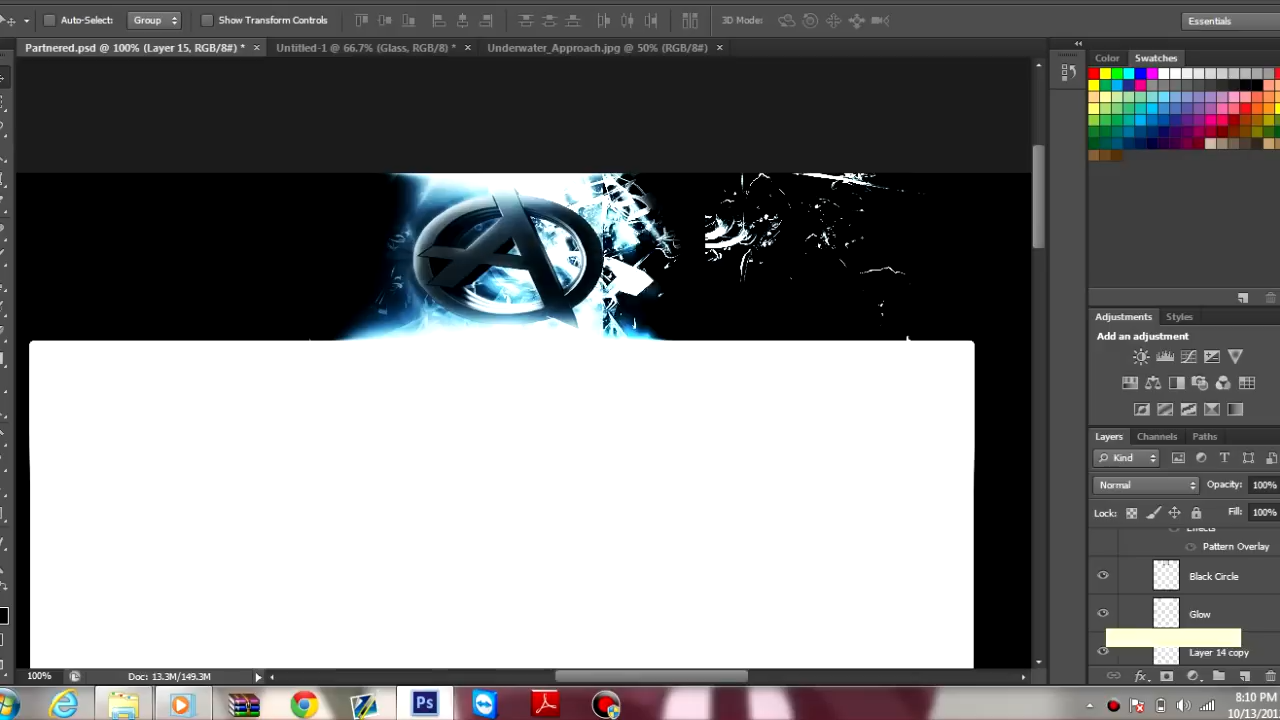 Auto-Select: Group Show Transform Controls 3D Mode: Essentials
Partnered.psd @ 100% (Layer 15, RGB/8#) * × Untitled-1 @ 66.7% (Glass, RGB/8) * × Underwater_Approach.jpg @ 50% (RGB/8#) ×
Color Swatches
Adjustments Styles
Add an adjustment
Layers Channels Paths
Kind
Normal Opacity: 100%
Lock: Fill: 100%
Effects
Pattern Overlay
Black Circle
Glow
Layer 14 copy
100% Doc: 13.3M/149.3M
Ps
8:10 PM